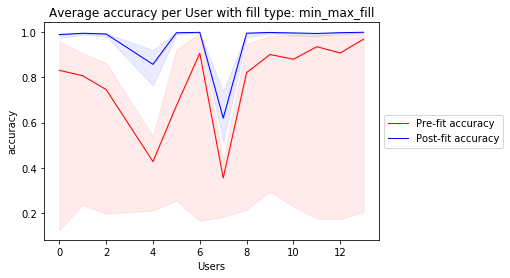 Average accuracy per User with fill type: min_max_fill
1.0
0.8
0.6
0.4
0.2
accuracy
0 2 4 6 8 10 12
Users
Pre-fit accuracy
Post-fit accuracy